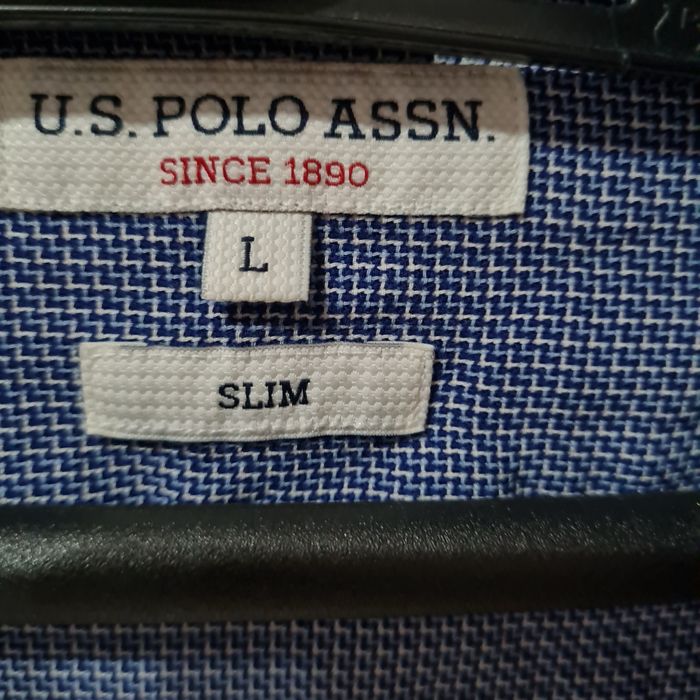 U.S. POLO ASSN.
SINCE 1890
L
SLIM